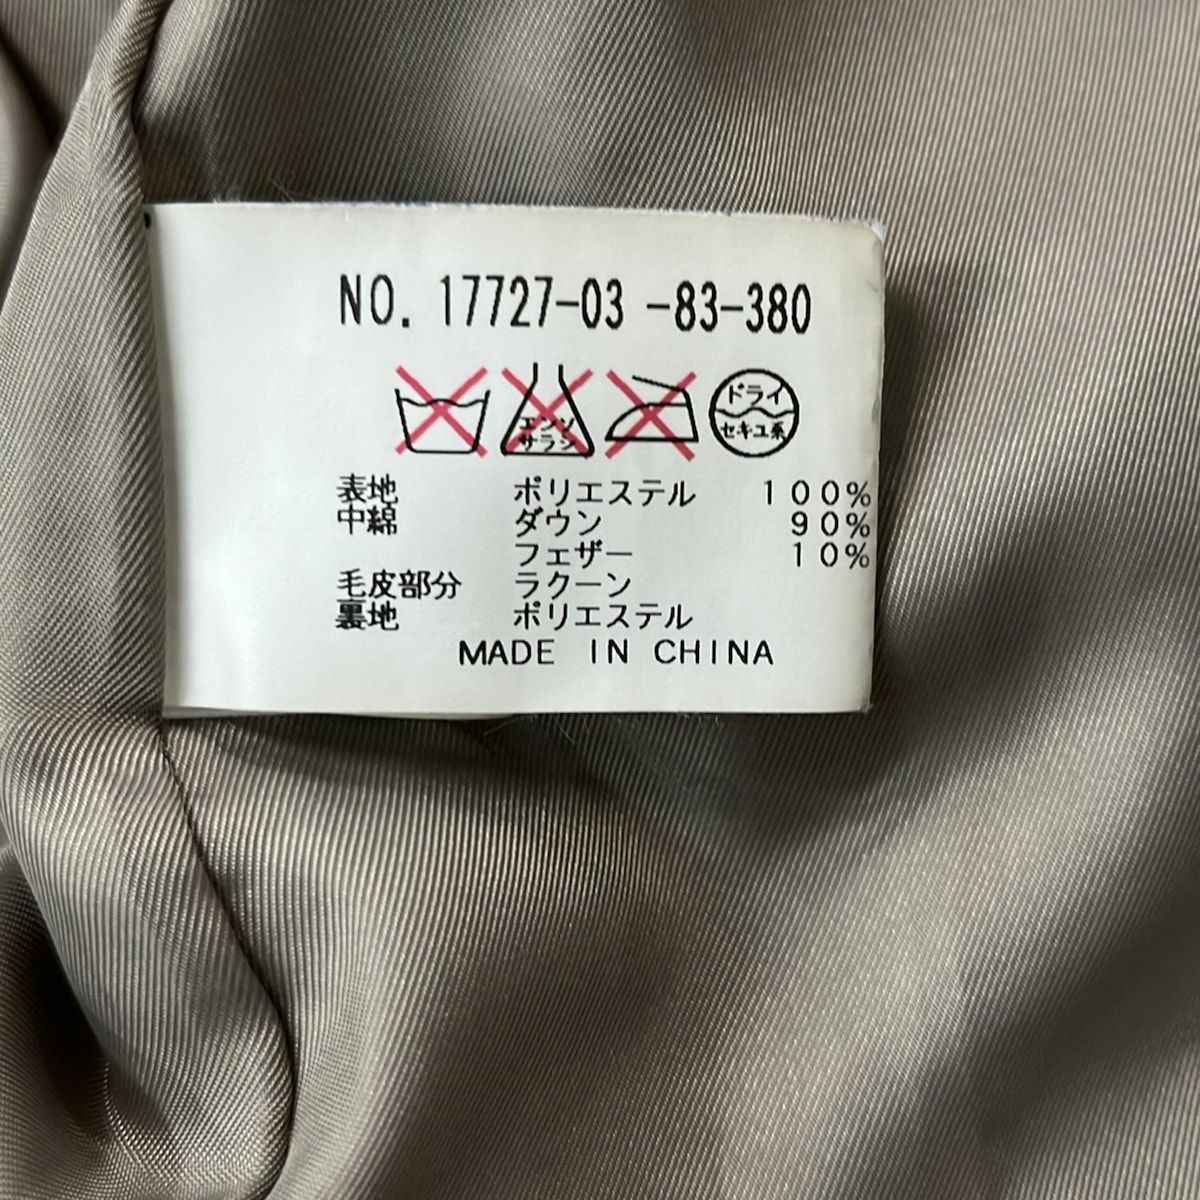 NO. 17727-03 -83-380
エンソ
サラシ
ドライ
セキユ系
表地 ポリエステル 100%
中綿 ダウン 90%
フェザー 10%
毛皮部分 ラクーン
裏地 ポリエステル
MADE IN CHINA